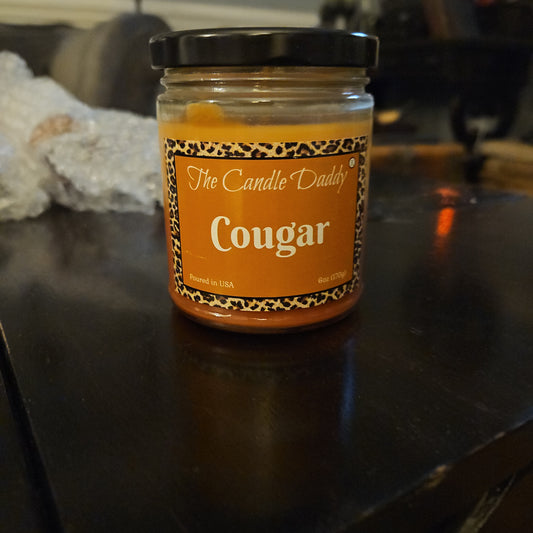 The Candle Daddy®
Cougar
Poured in USA 6oz (170g)